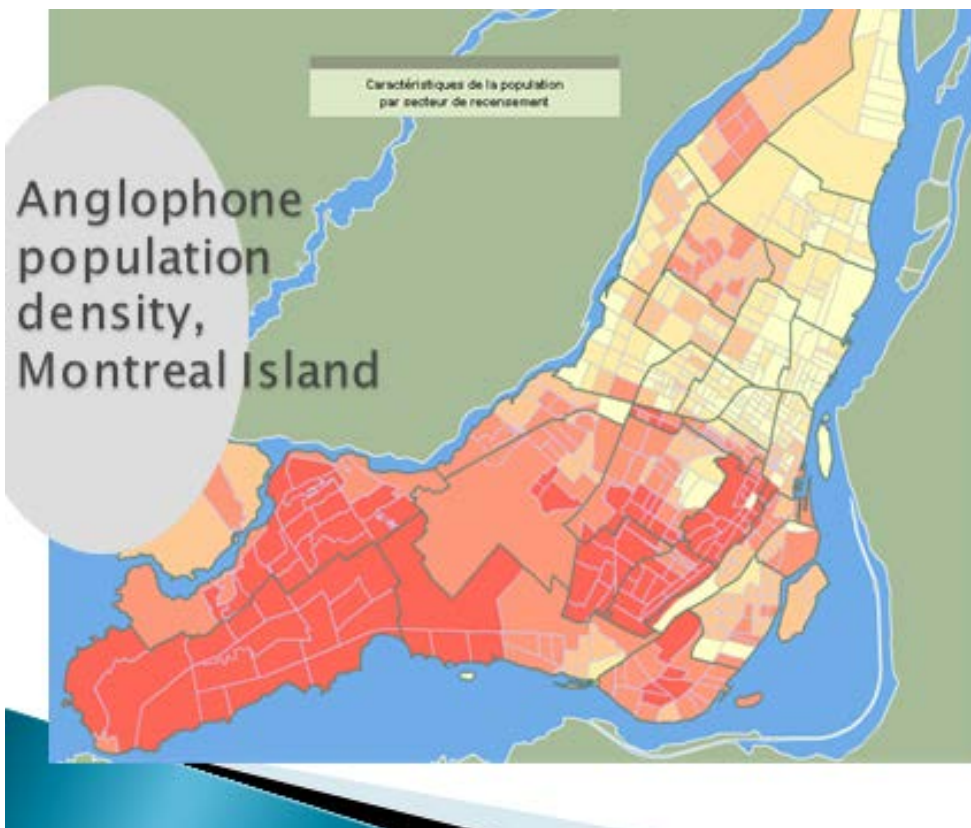 Caractéristiques de la population
par secteur de recensement
Anglophone
population
density,
Montreal Island